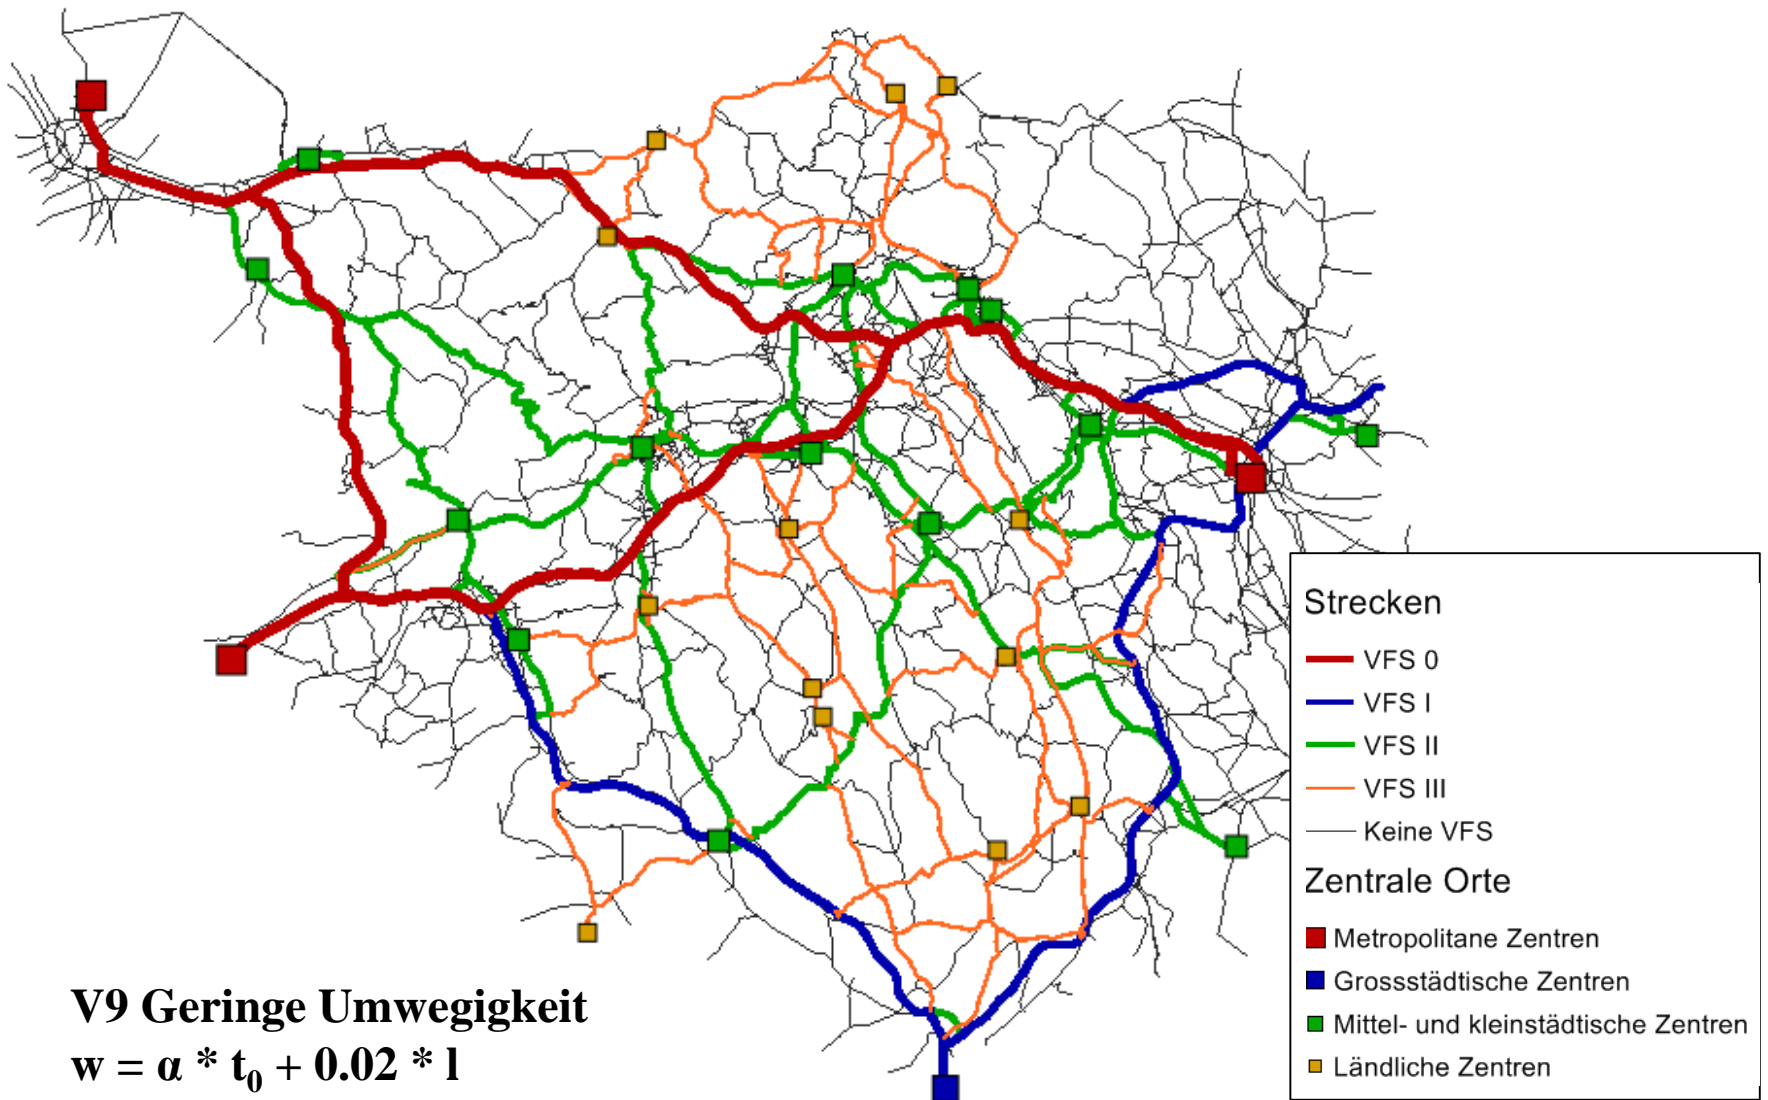 Strecken
VFS 0
VFS I
VFS II
VFS III
Keine VFS
Zentrale Orte
Metropolitane Zentren
Grossstädtische Zentren
Mittel- und kleinstädtische Zentren
Ländliche Zentren
V9 Geringe Umwegigkeit
w = α * t₀ + 0.02 * l